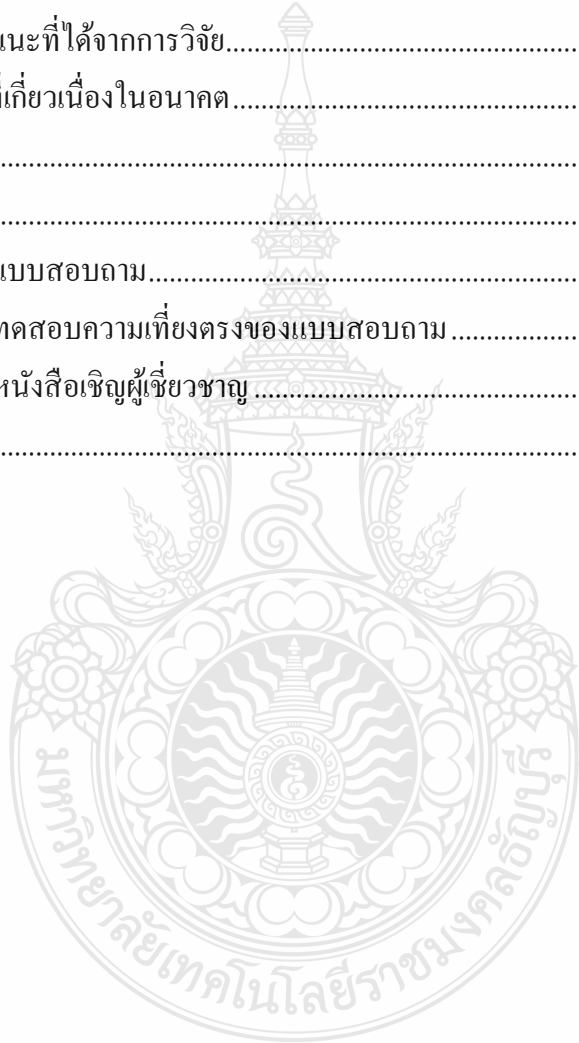 แนะที่ได้จากการวิจัย................................................
ที่เกี่ยวเนื่องในอนาคต................................................
................................................................................
................................................................................
แบบสอบถาม............................................................
ทดสอบความเที่ยงตรงของแบบสอบถาม..................
หนังสือเชิญผู้เชี่ยวชาญ.............................................
................................................................................
มหาวิทยาลัยเทคโนโลยีราชมงคลธัญบุรี